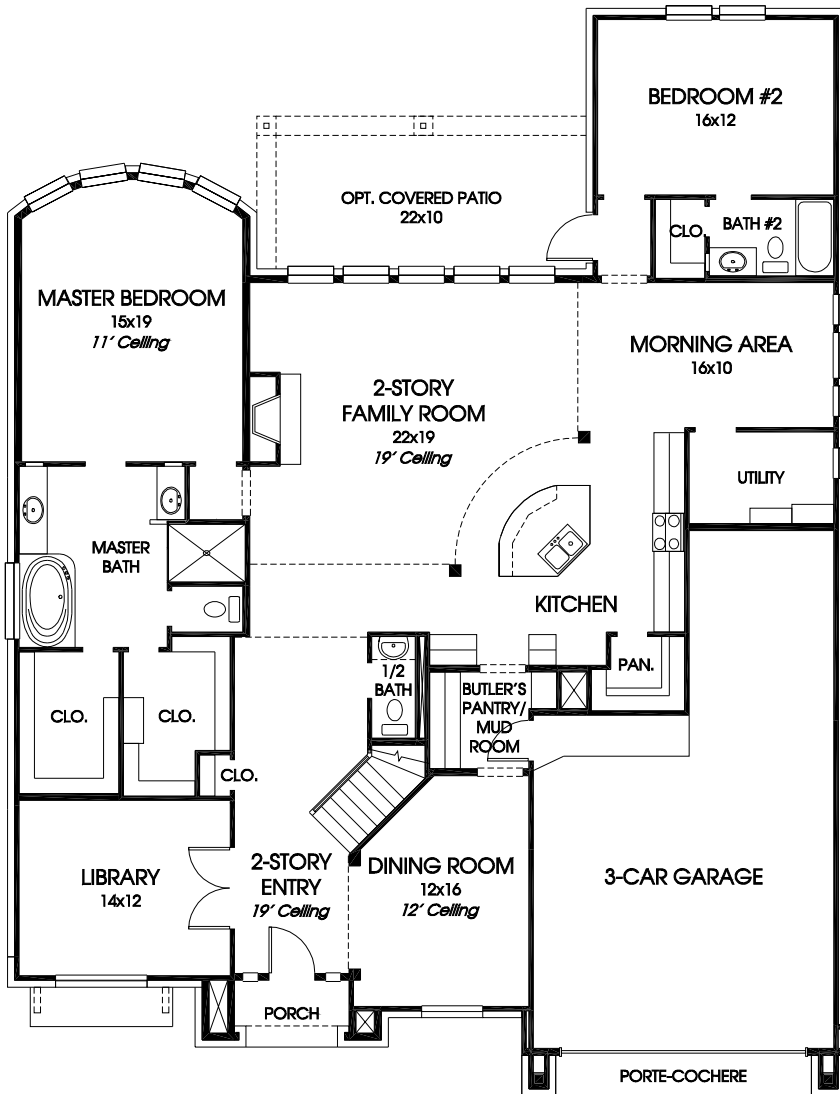 BEDROOM #2
16x12
OPT. COVERED PATIO
22x10
CLO.
BATH #2
MASTER BEDROOM
15x19
11' Ceiling
MORNING AREA
16x10
2-STORY
FAMILY ROOM
22x19
19' Ceiling
UTILITY
MASTER
BATH
KITCHEN
PAN.
1/2
BATH
BUTLER'S
PANTRY/
MUD
ROOM
CLO.
CLO.
CLO.
2-STORY
ENTRY
19' Ceiling
DINING ROOM
12x16
12' Ceiling
LIBRARY
14x12
3-CAR GARAGE
PORCH
PORTE-COCHERE